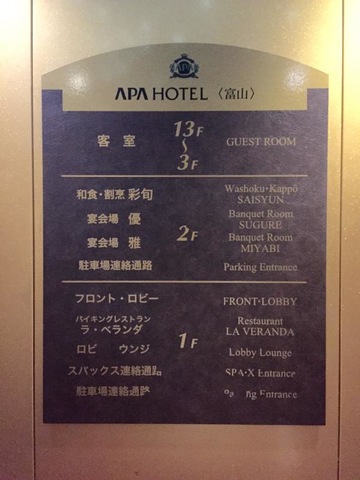 APA HOTEL 〈富山〉
客 室 13F 〜 3F GUEST ROOM
和食・割烹 彩旬 Washoku・Kappō SAISYUN
宴会場 優 Banquet Room SUGURE
宴会場 雅 2F Banquet Room MIYABI
駐車場連絡通路 Parking Entrance
フロント・ロビー FRONT・LOBBY
バイキングレストラン ラ・ベランダ Restaurant LA VERANDA
ロビ ウンジ 1F Lobby Lounge
スパックス連絡通路 SPA・X Entrance
駐車場連絡通路 ng Entrance